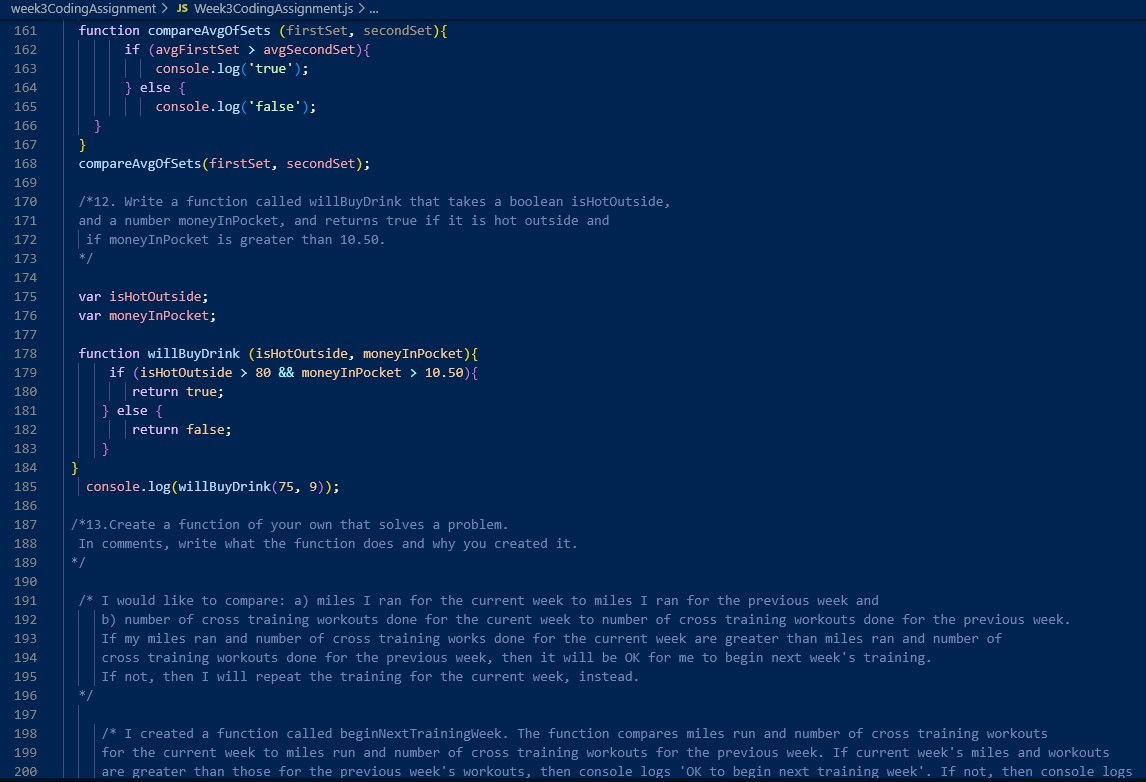 week3CodingAssignment > JS Week3CodingAssignment.js > ...
161 function compareAvgOfSets (firstSet, secondSet){
162 if (avgFirstSet > avgSecondSet){
163 console.log('true');
164 } else {
165 console.log('false');
166 }
167 }
168 compareAvgOfSets(firstSet, secondSet);
169
170 /*12. Write a function called willBuyDrink that takes a boolean isHotOutside,
171 and a number moneyInPocket, and returns true if it is hot outside and
172 if moneyInPocket is greater than 10.50.
173 */
174
175 var isHotOutside;
176 var moneyInPocket;
177
178 function willBuyDrink (isHotOutside, moneyInPocket){
179 if (isHotOutside > 80 && moneyInPocket > 10.50){
180 return true;
181 } else {
182 return false;
183 }
184 }
185 console.log(willBuyDrink(75, 9));
186
187 /*13.Create a function of your own that solves a problem.
188 In comments, write what the function does and why you created it.
189 */
190
191 /* I would like to compare: a) miles I ran for the current week to miles I ran for the previous week and
192 b) number of cross training workouts done for the curent week to number of cross training workouts done for the previous week.
193 If my miles ran and number of cross training works done for the current week are greater than miles ran and number of
194 cross training workouts done for the previous week, then it will be OK for me to begin next week's training.
195 If not, then I will repeat the training for the current week, instead.
196 */
197
198 /* I created a function called beginNextTrainingWeek. The function compares miles run and number of cross training workouts
199 for the current week to miles run and number of cross training workouts for the previous week. If current week's miles and workouts
200 are greater than those for the previous week's workouts, then console logs 'OK to begin next training week'. If not, then console logs